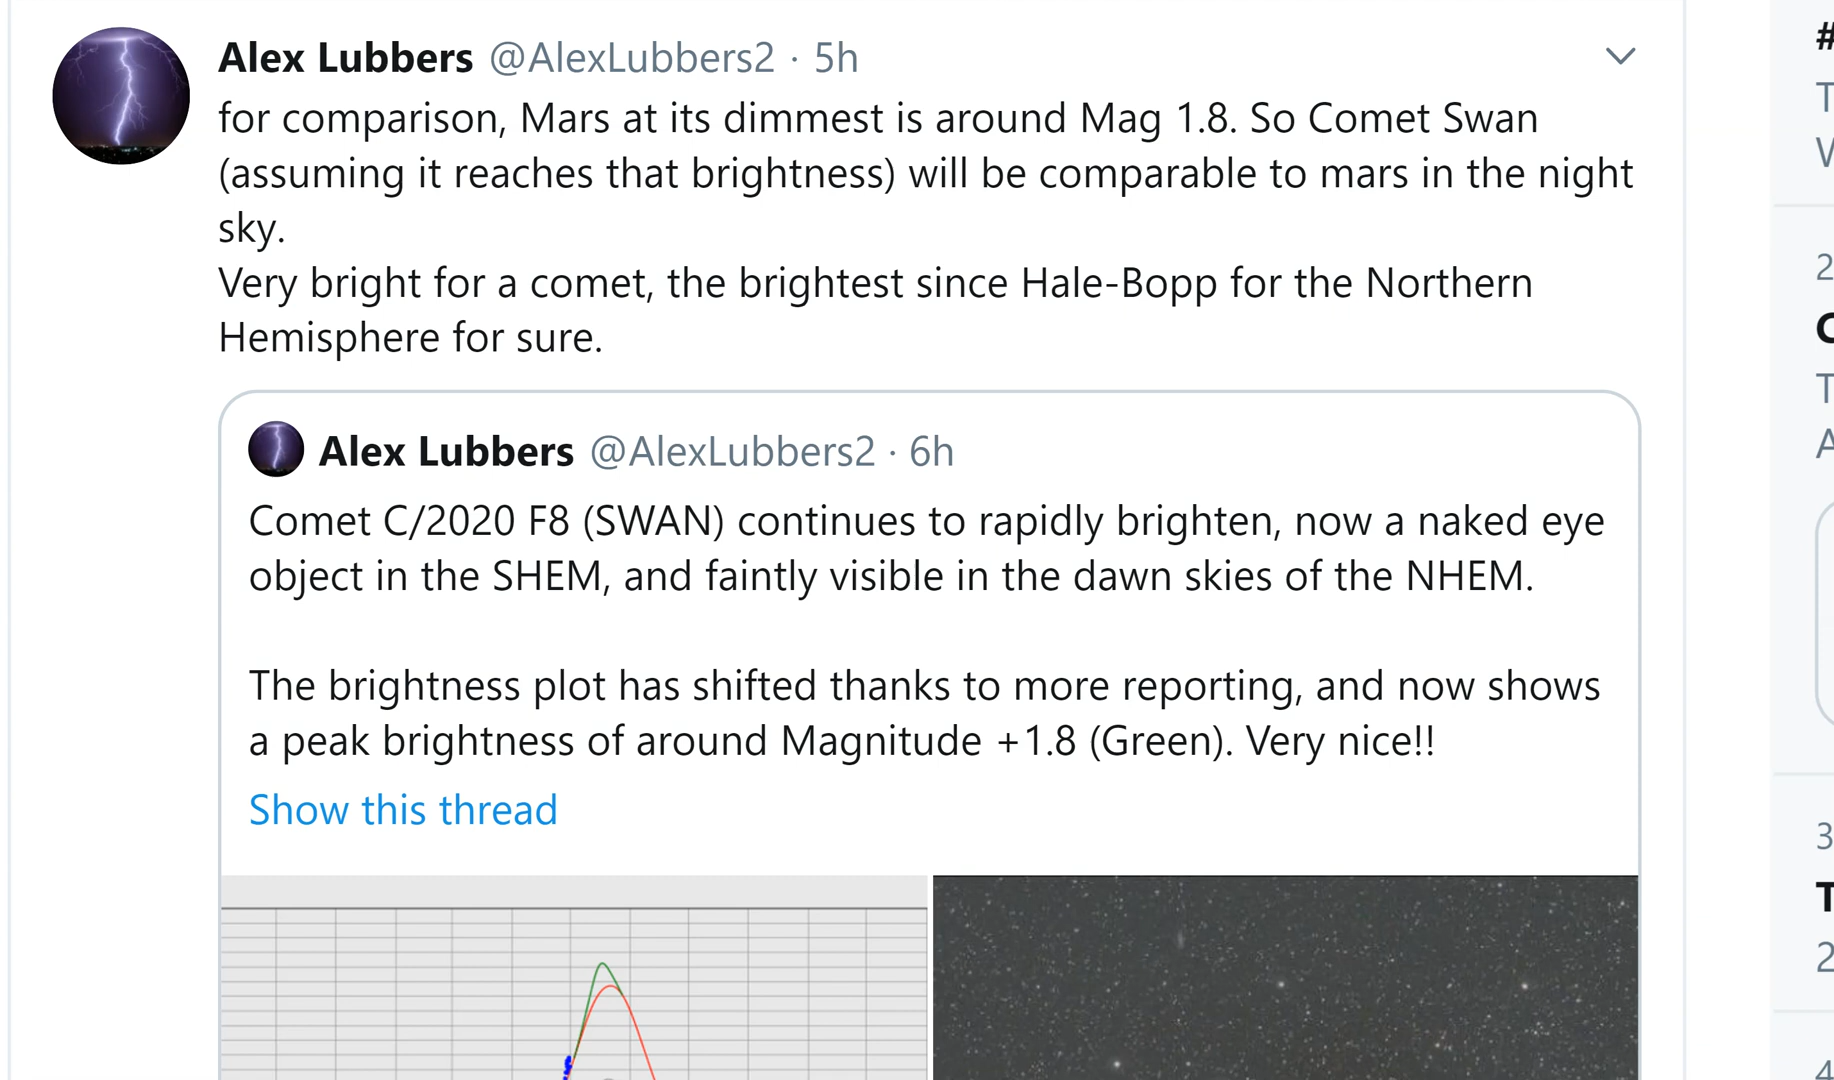 Alex Lubbers @AlexLubbers2 · 5h
for comparison, Mars at its dimmest is around Mag 1.8. So Comet Swan
(assuming it reaches that brightness) will be comparable to mars in the night
sky.
Very bright for a comet, the brightest since Hale-Bopp for the Northern
Hemisphere for sure.
Alex Lubbers @AlexLubbers2 · 6h
Comet C/2020 F8 (SWAN) continues to rapidly brighten, now a naked eye
object in the SHEM, and faintly visible in the dawn skies of the NHEM.
The brightness plot has shifted thanks to more reporting, and now shows
a peak brightness of around Magnitude +1.8 (Green). Very nice!!
Show this thread
#
T
2
T
A
3
T
2
4